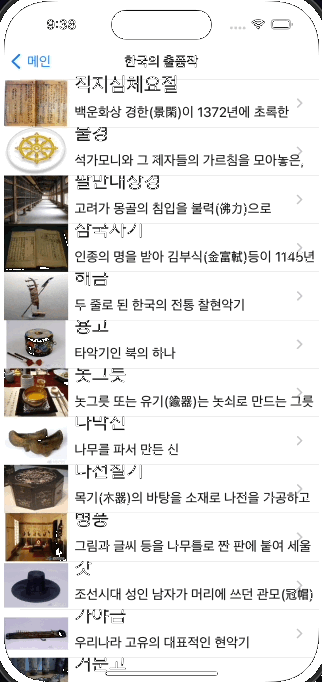 9:38
메인
한국의 출품작
직지심체요절
백운화상 경한(景閑)이 1372년에 초록한
불경
석가모니와 그 제자들의 가르침을 모아놓은,
팔만대장경
고려가 몽골의 침입을 불력(佛力)으로
삼국사기
인종의 명을 받아 김부식(金富軾)등이 1145년
해금
두 줄로 된 한국의 전통 찰현악기
용고
타악기인 북의 하나
놋그릇
놋그릇 또는 유기(鍮器)는 놋쇠로 만드는 그릇
나막신
나무를 파서 만든 신
나전칠기
목기(木器)의 바탕을 소재로 나전을 가공하고
병풍
그림과 글씨 등을 나무틀로 짠 판에 붙여 세울
갓
조선시대 성인 남자가 머리에 쓰던 관모(冠帽)
가야금
우리나라 고유의 대표적인 현악기
거문고